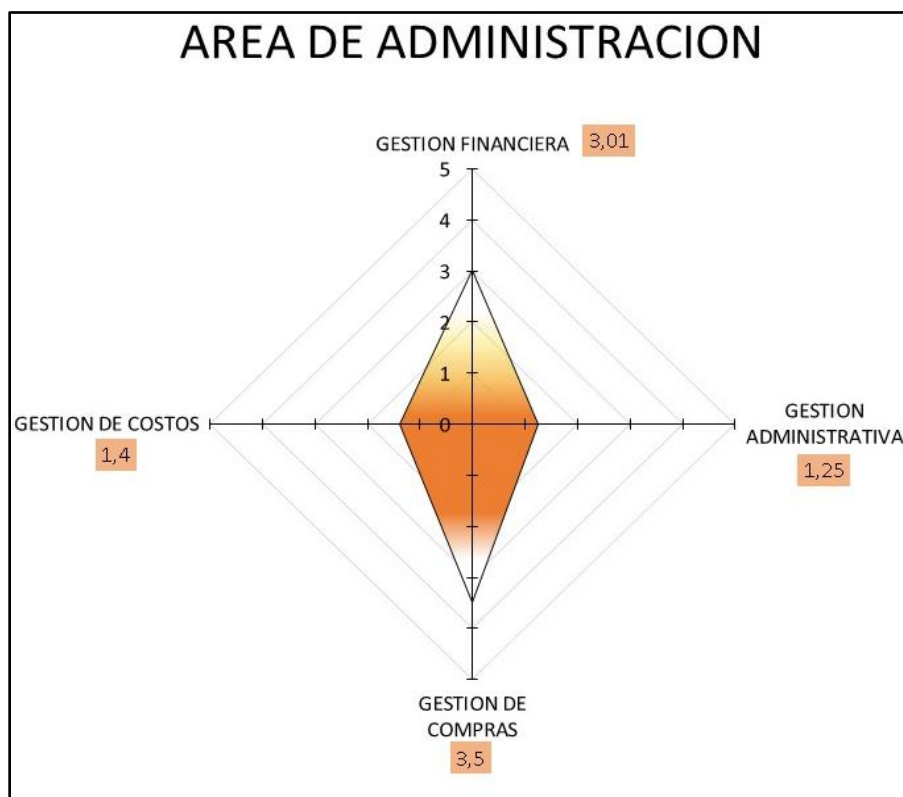 AREA DE ADMINISTRACION
GESTION FINANCIERA 3,01
5
4
3
2
1
0
GESTION DE COSTOS
1,4
GESTION
ADMINISTRATIVA
1,25
GESTION DE
COMPRAS
3,5